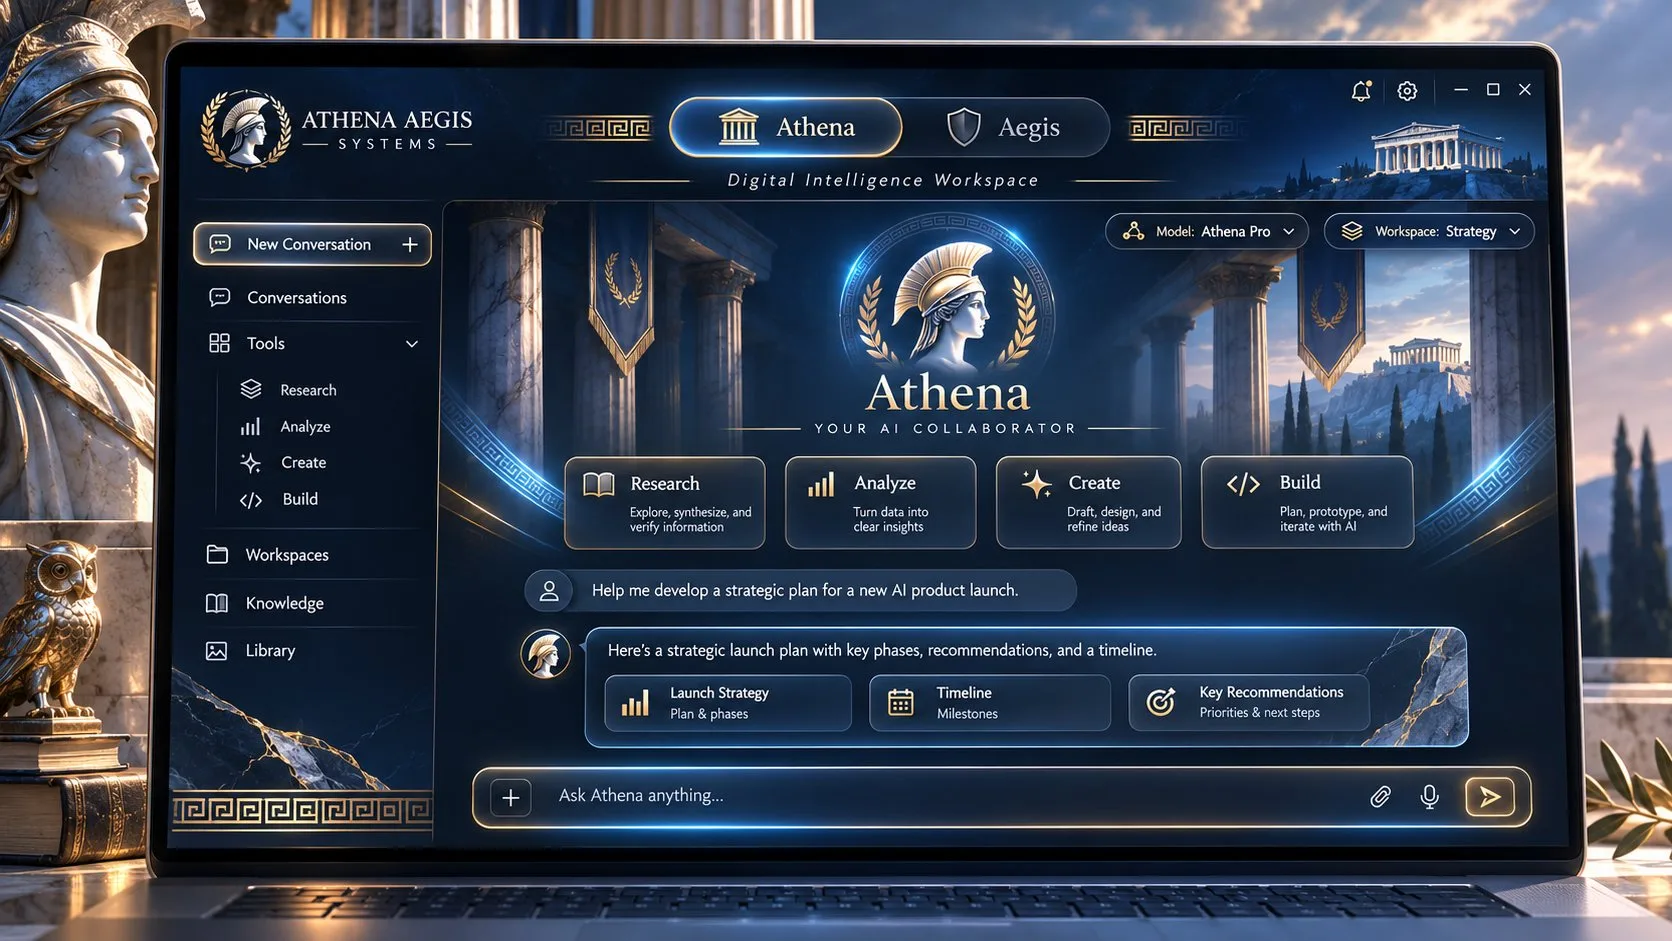 ATHENA AEGIS
SYSTEMS
Athena
Aegis
Digital Intelligence Workspace
New Conversation
Conversations
Tools
Research
Analyze
Create
Build
Workspaces
Knowledge
Library
Model: Athena Pro
Workspace: Strategy
Athena
YOUR AI COLLABORATOR
Research
Explore, synthesize, and
verify information
Analyze
Turn data into
clear insights
Create
Draft, design, and
refine ideas
Build
Plan, prototype, and
iterate with AI
Help me develop a strategic plan for a new AI product launch.
Here's a strategic launch plan with key phases, recommendations, and a timeline.
Launch Strategy
Plan & phases
Timeline
Milestones
Key Recommendations
Priorities & next steps
Ask Athena anything...